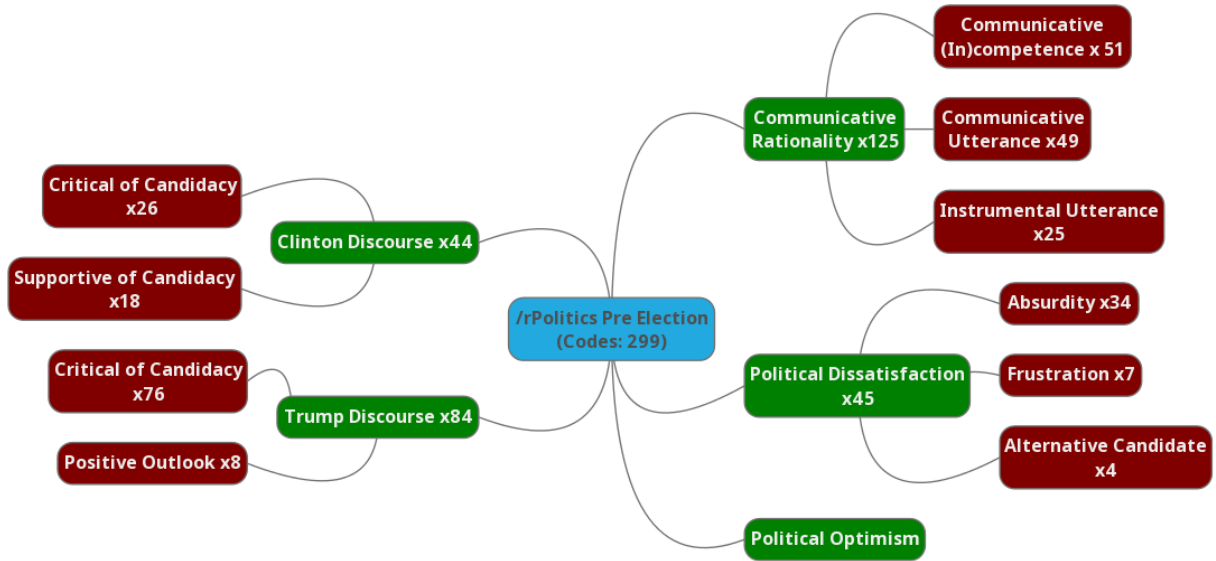 Communicative
(In)competence x 51
Communicative
Rationality x125
Communicative
Utterance x49
Instrumental Utterance
x25
Critical of Candidacy
x26
Clinton Discourse x44
Supportive of Candidacy
x18
/rPolitics Pre Election
(Codes: 299)
Critical of Candidacy
x76
Trump Discourse x84
Positive Outlook x8
Absurdity x34
Political Dissatisfaction
x45
Frustration x7
Alternative Candidate
x4
Political Optimism